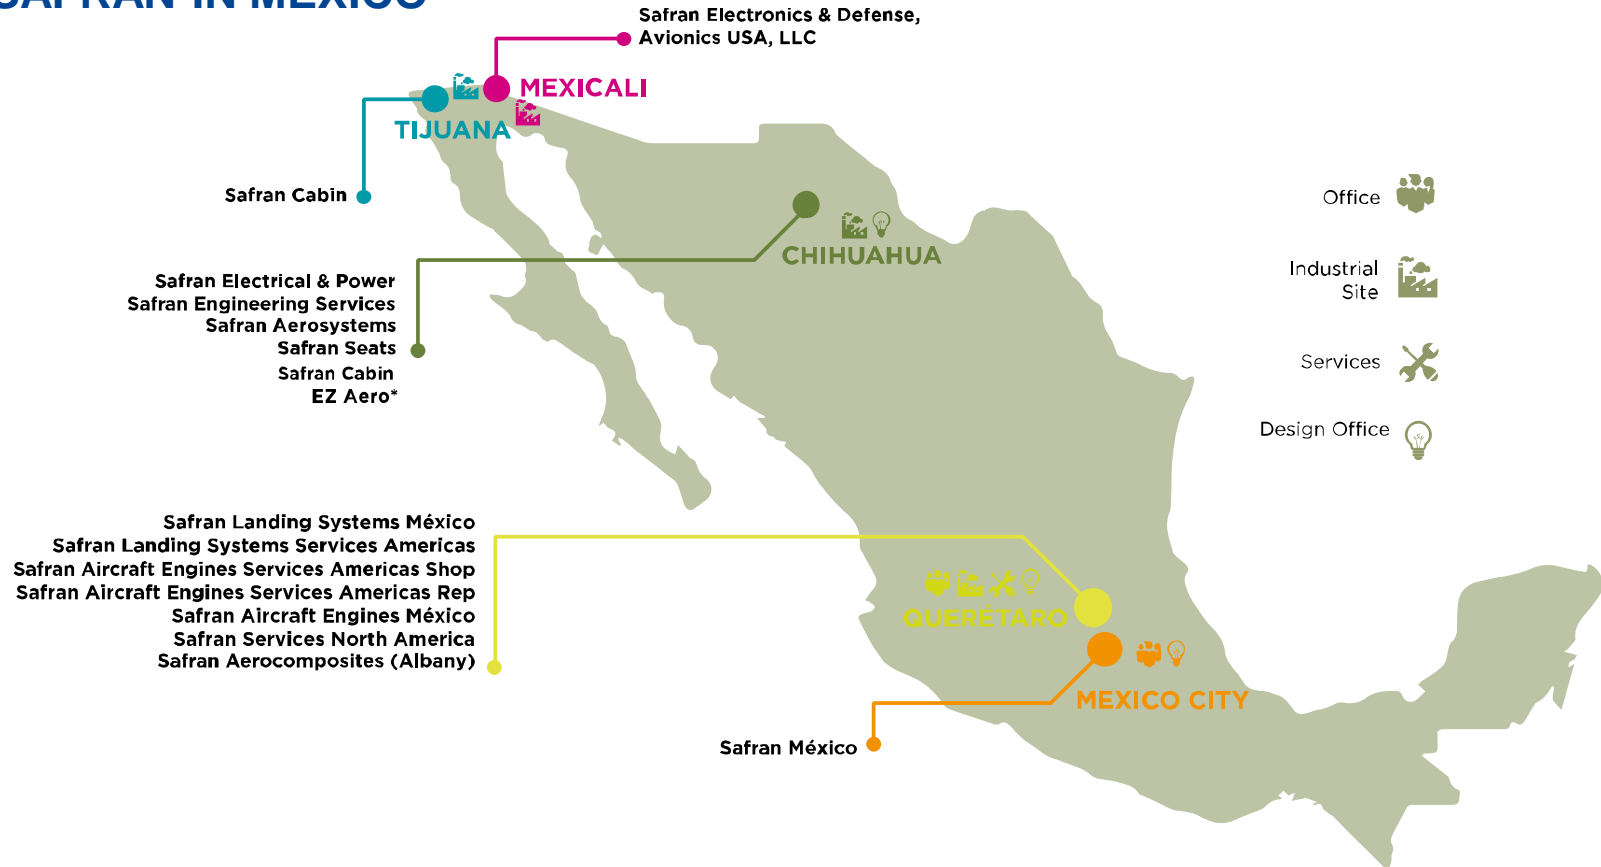 SAFRAN IN MEXICO
Safran Electronics & Defense,
Avionics USA, LLC
MEXICALI
TIJUANA
Safran Cabin
CHIHUAHUA
Safran Electrical & Power
Safran Engineering Services
Safran Aerosystems
Safran Seats
Safran Cabin
EZ Aero*
Office
Industrial
Site
Services
Design Office
Safran Landing Systems México
Safran Landing Systems Services Americas
Safran Aircraft Engines Services Americas Shop
Safran Aircraft Engines Services Americas Rep
Safran Aircraft Engines México
Safran Services North America
Safran Aerocomposites (Albany)
QUERÉTARO
MEXICO CITY
Safran México